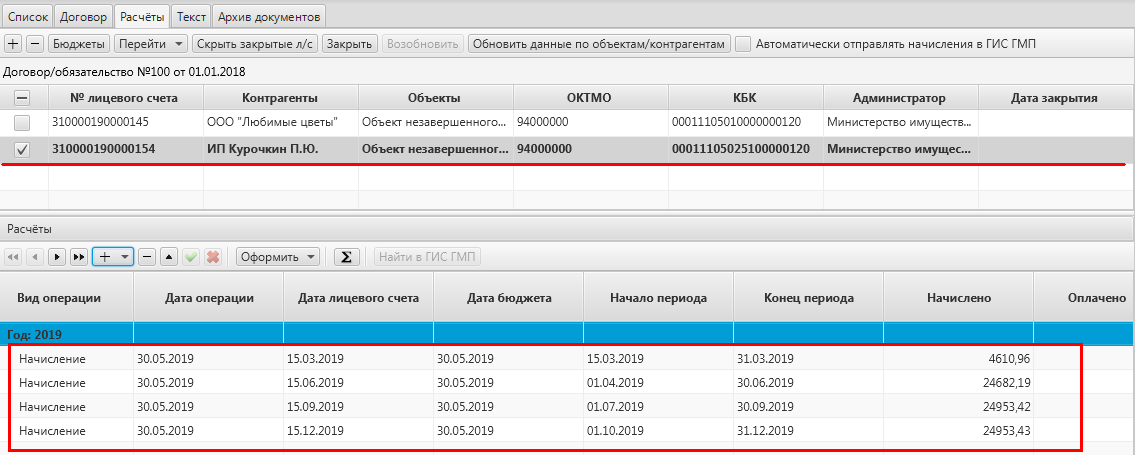 Список Договор Расчёты Текст Архив документов
Бюджеты Перейти Скрыть закрытые л/с Закрыть Возобновить Обновить данные по объектам/контрагентам Автоматически отправлять начисления в ГИС ГМП
Договор/обязательство №100 от 01.01.2018
№ лицевого счета Контрагенты Объекты ОКТМО КБК Администратор Дата закрытия
310000190000145 ООО "Любимые цветы" Объект незавершенного... 94000000 00011105010000000120 Министерство имуществ...
310000190000154 ИП Курочкин П.Ю. Объект незавершенног... 94000000 00011105025100000120 Министерство имущес...
Расчёты
+ − Оформить Σ Найти в ГИС ГМП
Вид операции Дата операции Дата лицевого счета Дата бюджета Начало периода Конец периода Начислено Оплачено
Год: 2019
Начисление 30.05.2019 15.03.2019 30.05.2019 15.03.2019 31.03.2019 4610,96
Начисление 30.05.2019 15.06.2019 30.05.2019 01.04.2019 30.06.2019 24682,19
Начисление 30.05.2019 15.09.2019 30.05.2019 01.07.2019 30.09.2019 24953,42
Начисление 30.05.2019 15.12.2019 30.05.2019 01.10.2019 31.12.2019 24953,43